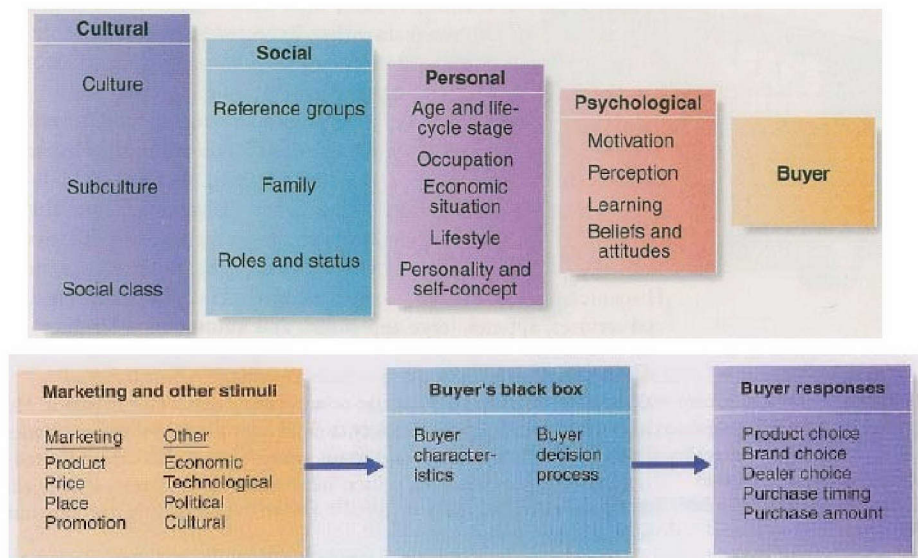 Cultural
Culture
Subculture
Social class
Social
Reference groups
Family
Roles and status
Personal
Age and life-
cycle stage
Occupation
Economic
situation
Lifestyle
Personality and
self-concept
Psychological
Motivation
Perception
Learning
Beliefs and
attitudes
Buyer
Marketing and other stimuli
Marketing
Product
Price
Place
Promotion
Other
Economic
Technological
Political
Cultural
Buyer's black box
Buyer
character-
istics
Buyer
decision
process
Buyer responses
Product choice
Brand choice
Dealer choice
Purchase timing
Purchase amount